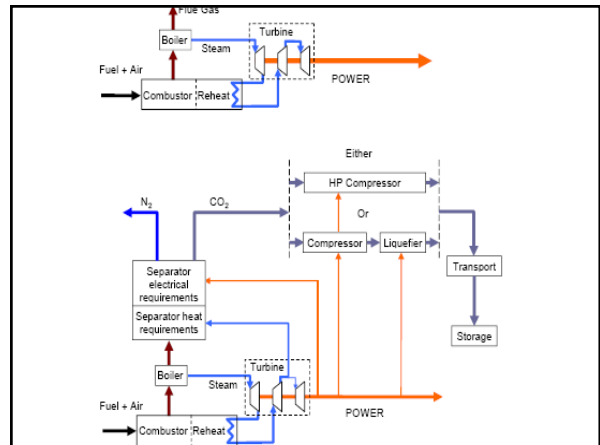 Flue Gas
Turbine
Boiler
Steam
Fuel + Air
POWER
Combustor
Reheat
Either
HP Compressor
N₂
CO₂
Or
Compressor
Liquefier
Separator
electrical
requirements
Transport
Separator heat
requirements
Storage
Turbine
Boiler
Steam
Fuel + Air
POWER
Combustor
Reheat